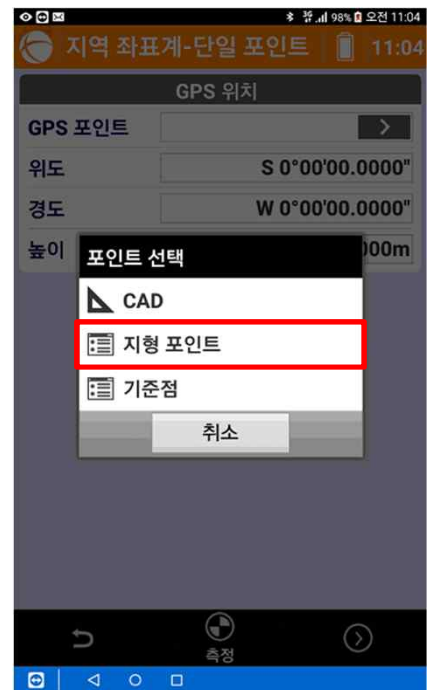 98% 오전 11:04
지역 좌표계-단일 포인트 11:04
GPS 위치
GPS 포인트
위도 S 0°00'00.0000"
경도 W 0°00'00.0000"
높이 000m
포인트 선택
CAD
지형 포인트
기준점
취소
측정